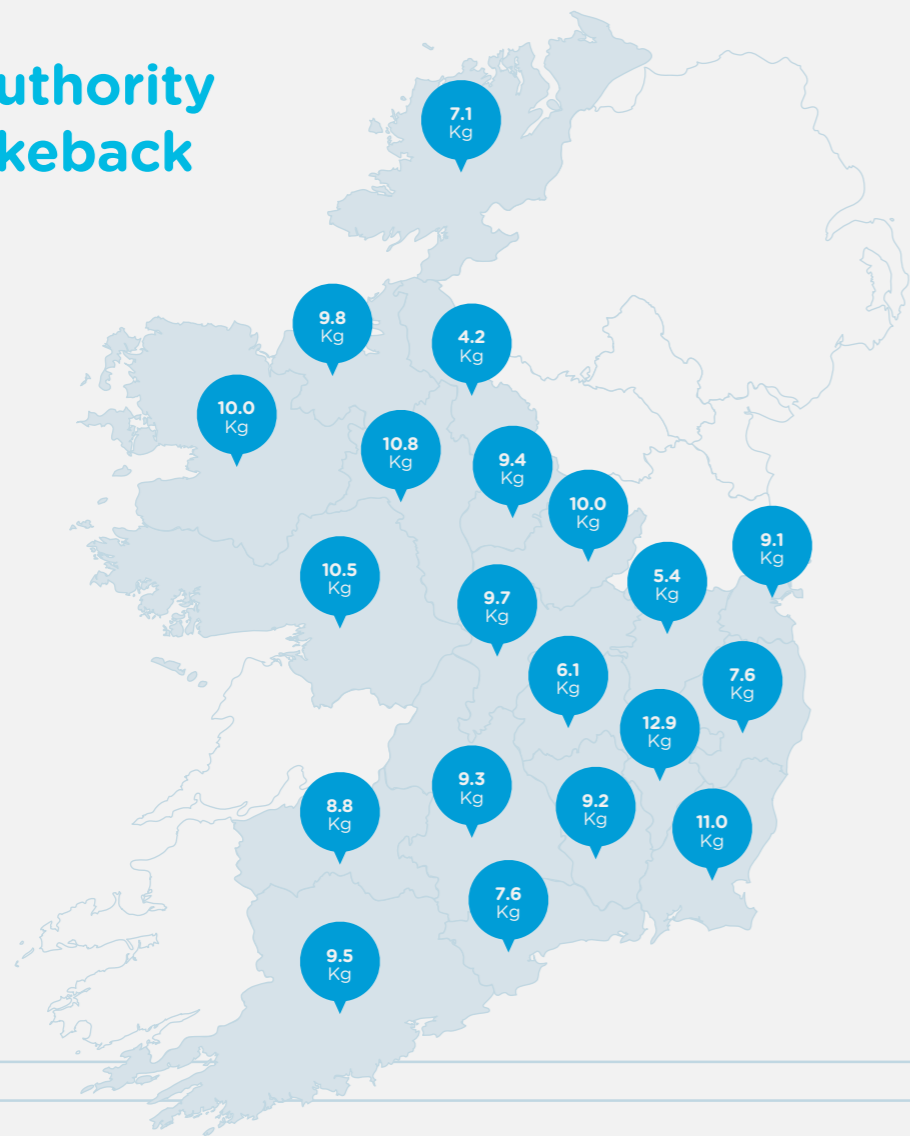 uthority
keback
7.1
Kg
9.8
Kg
4.2
Kg
10.0
Kg
10.8
Kg
9.4
Kg
10.0
Kg
9.1
Kg
10.5
Kg
5.4
Kg
9.7
Kg
6.1
Kg
7.6
Kg
12.9
Kg
9.3
Kg
8.8
Kg
9.2
Kg
11.0
Kg
7.6
Kg
9.5
Kg